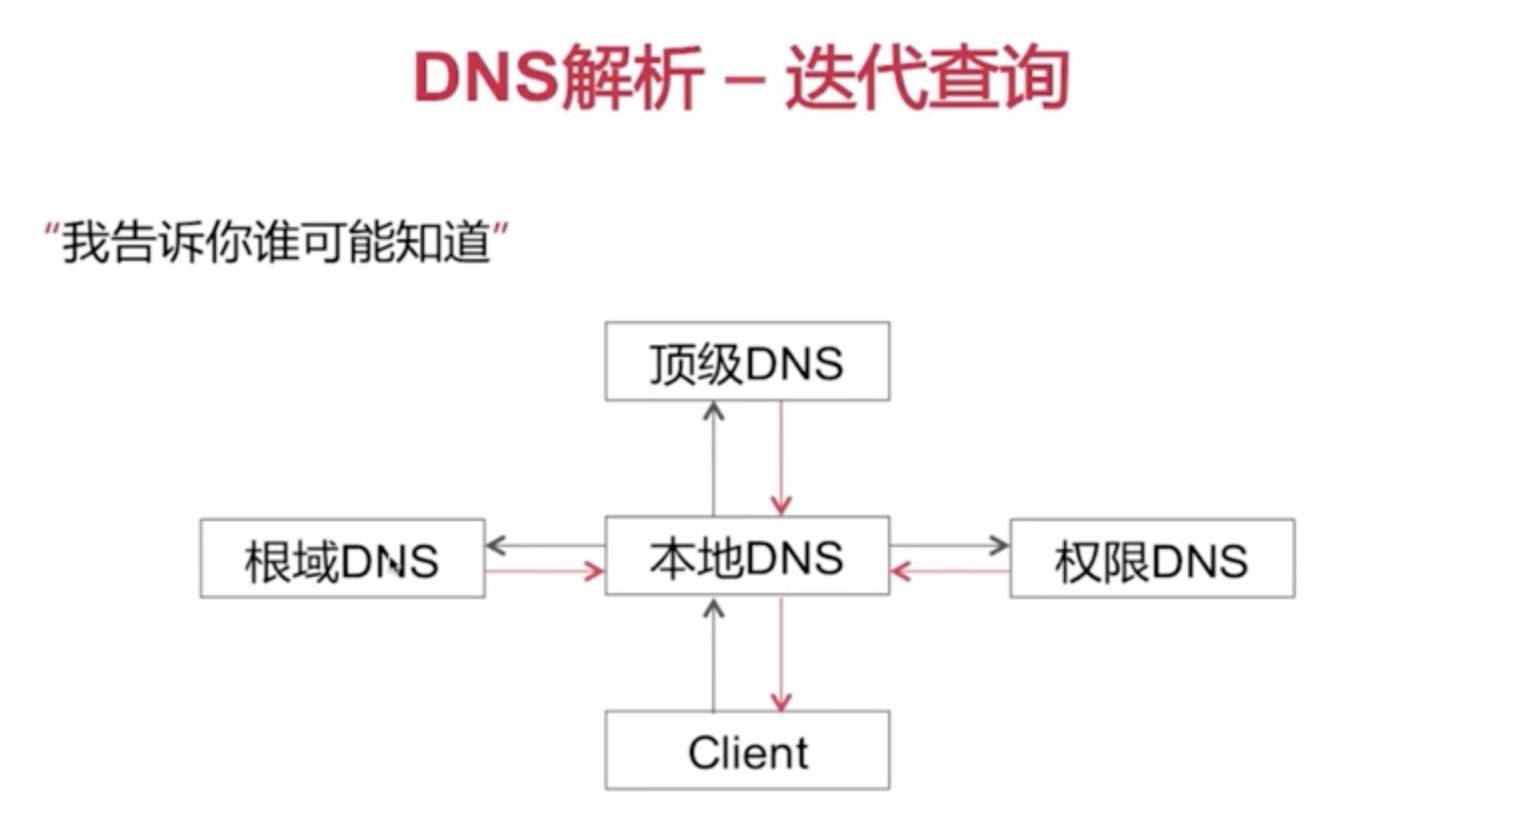 DNS解析 – 迭代查询
“我告诉你谁可能知道”
顶级DNS
根域DNS
本地DNS
权限DNS
Client